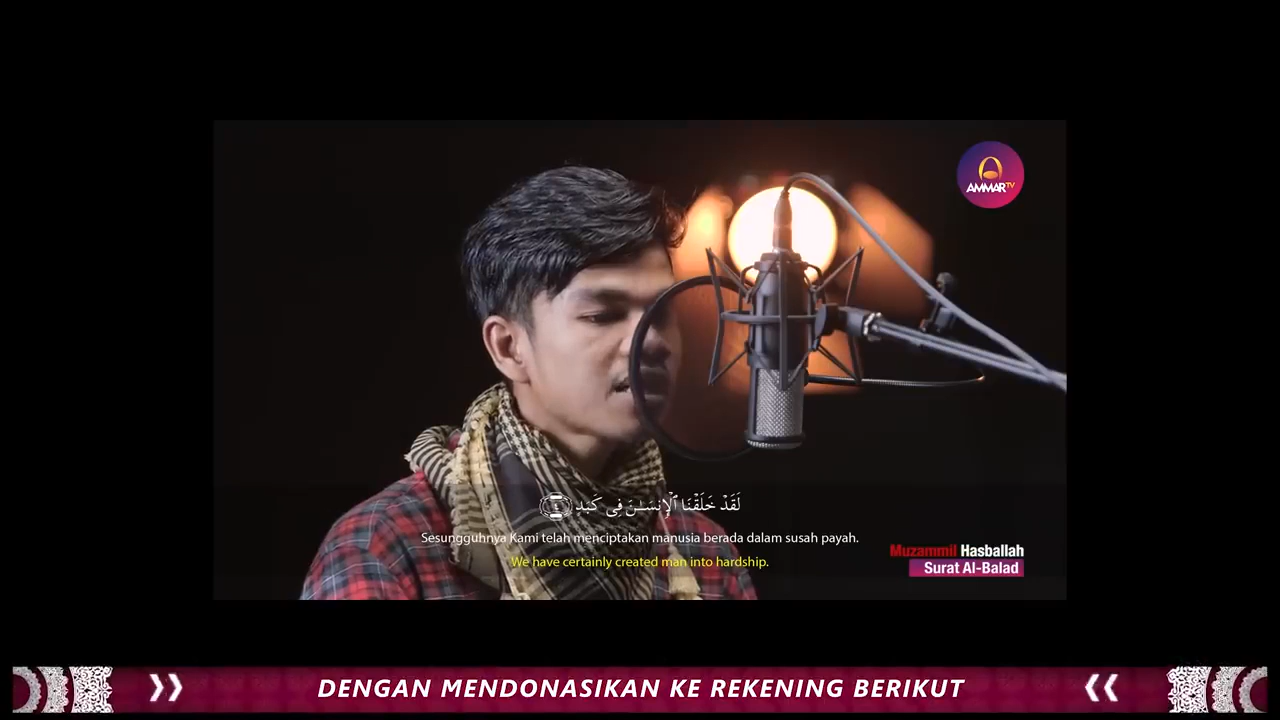 AMMAR TV
لَقَدْ خَلَقْنَا ٱلْإِنسَـٰنَ فِى كَبَدٍ ٤
Sesungguhnya Kami telah menciptakan manusia berada dalam susah payah.
We have certainly created man into hardship.
Muzammil Hasballah
Surat Al-Balad
DENGAN MENDONASIKAN KE REKENING BERIKUT